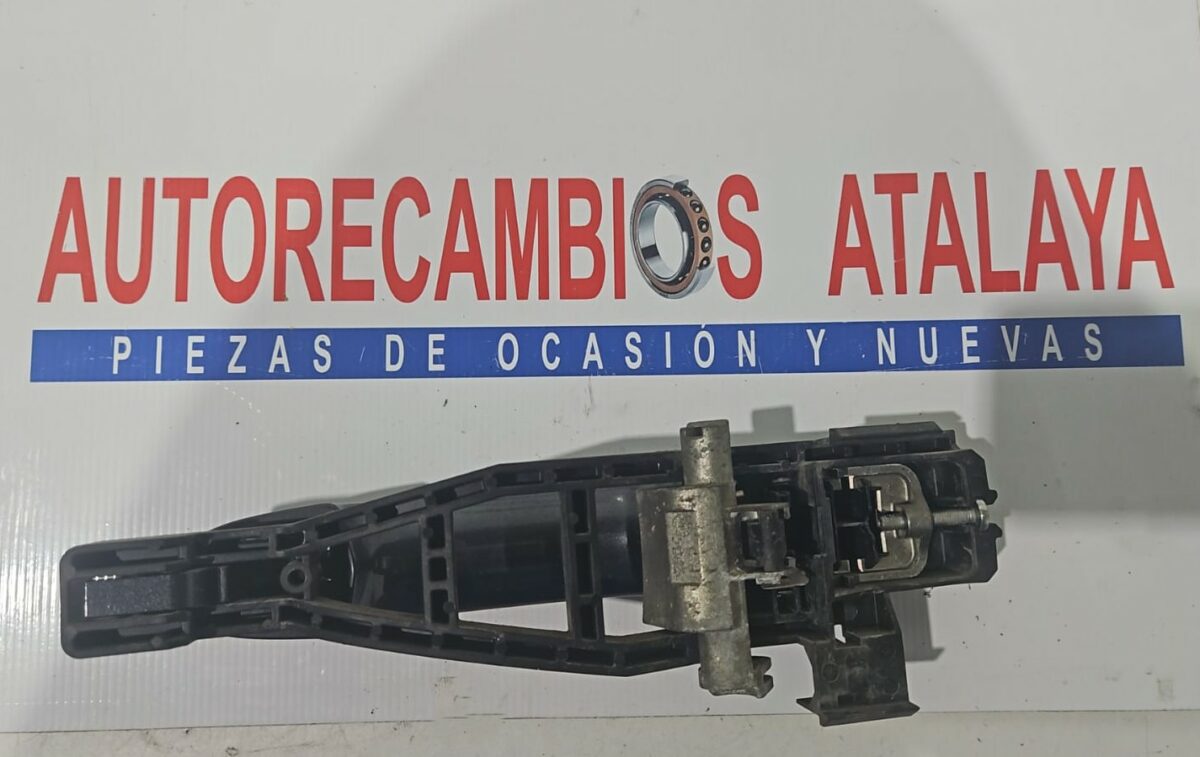 AUTORECAMBIOS ATALAYA
PIEZAS DE OCASIÓN Y NUEVAS